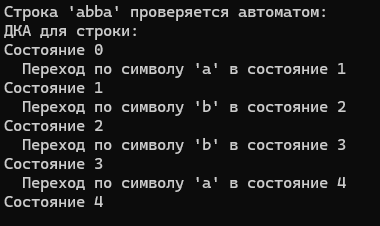 Строка 'abba' проверяется автоматом:
ДКА для строки:
Состояние 0
  Переход по символу 'a' в состояние 1
Состояние 1
  Переход по символу 'b' в состояние 2
Состояние 2
  Переход по символу 'b' в состояние 3
Состояние 3
  Переход по символу 'a' в состояние 4
Состояние 4